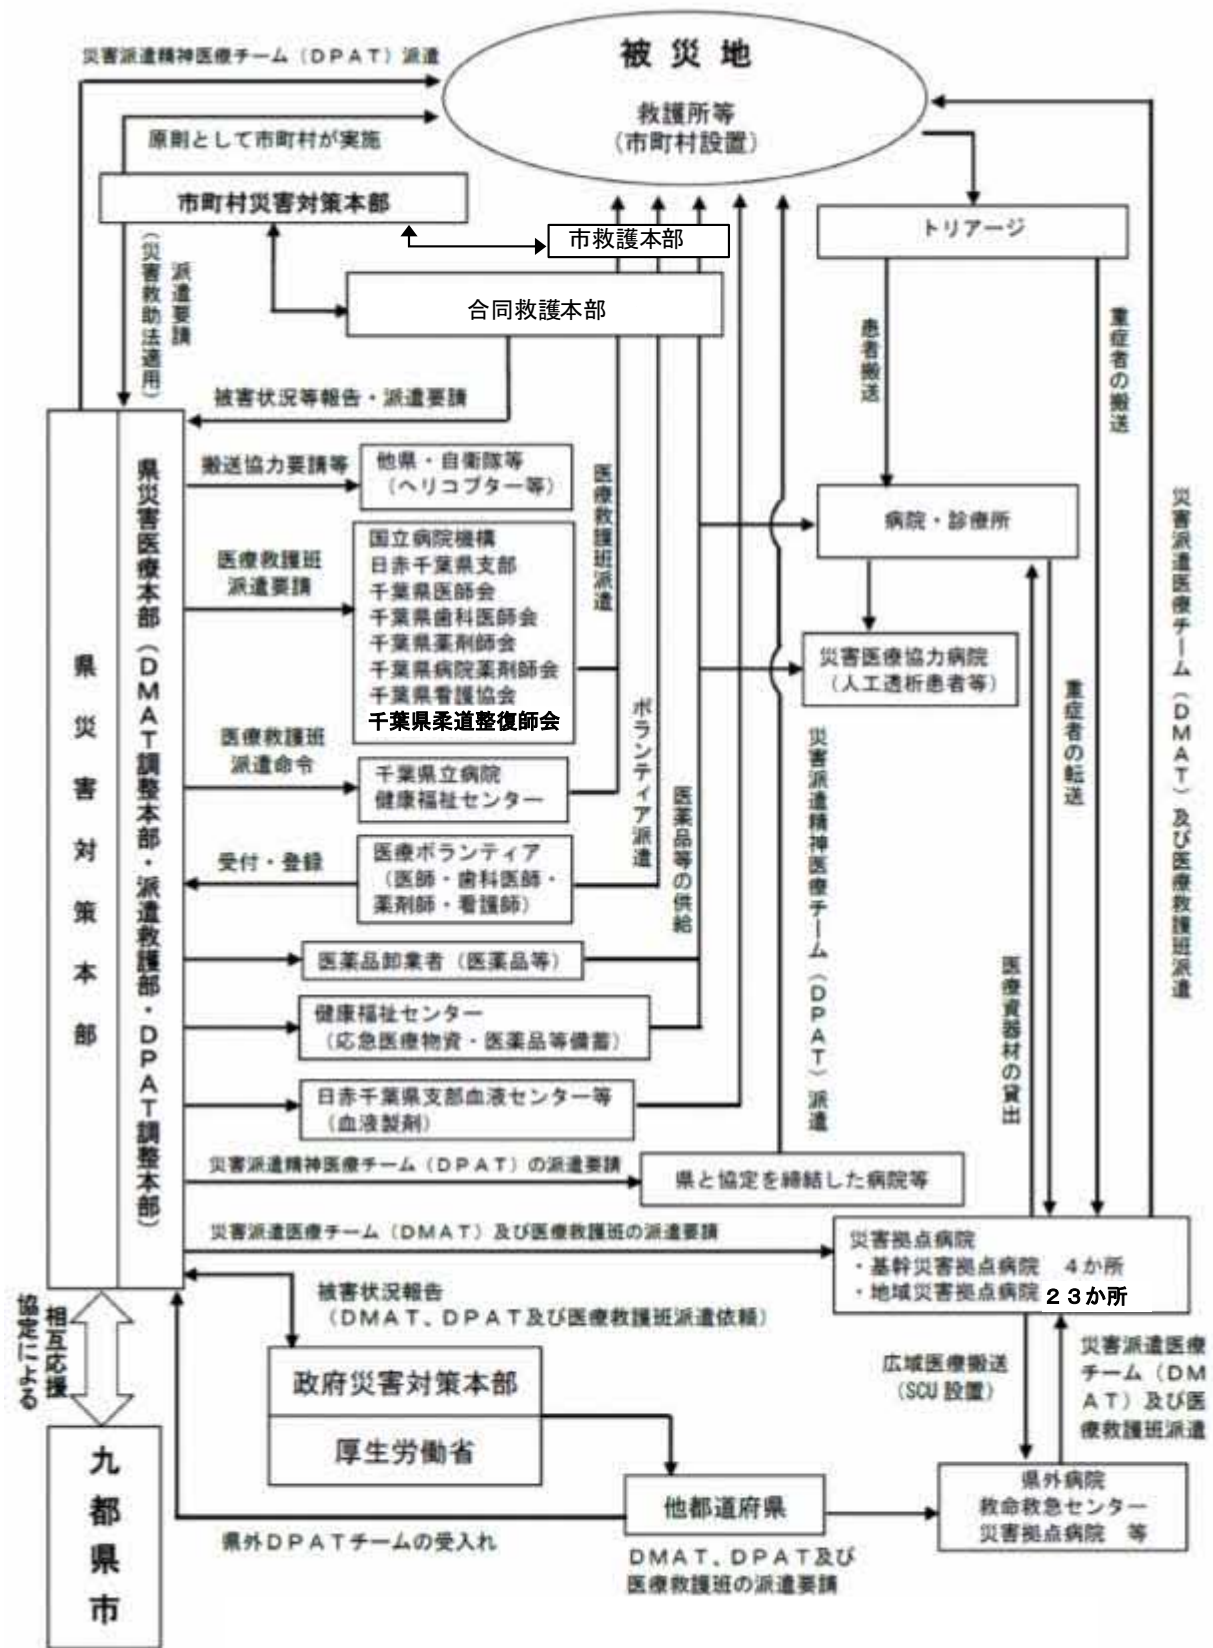 災害派遣精神医療チーム（ＤＰＡＴ）派遣
被災地
救護所等
（市町村設置）
原則として市町村が実施
市町村災害対策本部
市救護本部
トリアージ
合同救護本部
派遣要請
（災害救助法適用）
患者搬送
重症者の搬送
被害状況等報告・派遣要請
県災害対策本部
県災害医療本部（ＤＭＡＴ調整本部・派遣救護部・ＤＰＡＴ調整本部）
搬送協力要請等
他県・自衛隊等
（ヘリコプター等）
医療救護班派遣
病院・診療所
災害派遣医療チーム（ＤＭＡＴ）及び医療救護班派遣
医療救護班
派遣要請
国立病院機構
日赤千葉県支部
千葉県医師会
千葉県歯科医師会
千葉県薬剤師会
千葉県病院薬剤師会
千葉県看護協会
千葉県柔道整復師会
災害医療協力病院
（人工透析患者等）
重症者の転送
ボランティア派遣
災害派遣精神医療チーム（ＤＰＡＴ）派遣
医療救護班
派遣命令
千葉県立病院
健康福祉センター
医薬品等の供給
受付・登録
医療ボランティア
（医師・歯科医師・
薬剤師・看護師）
医薬品卸業者（医薬品等）
医療資器材の貸出
健康福祉センター
（応急医療物資・医薬品等備蓄）
日赤千葉県支部血液センター等
（血液製剤）
災害派遣精神医療チーム（ＤＰＡＴ）の派遣要請
県と協定を締結した病院等
災害派遣医療チーム（ＤＭＡＴ）及び医療救護班の派遣要請
災害拠点病院
・基幹災害拠点病院　４か所
・地域災害拠点病院 ２３か所
被害状況報告
（ＤＭＡＴ、ＤＰＡＴ及び医療救護班派遣依頼）
相互応援
協定による
政府災害対策本部
厚生労働省
広域医療搬送
（SCU 設置）
災害派遣医療
チーム（ＤＭ
ＡＴ）及び医
療救護班派遣
九都県市
他都道府県
県外病院
救命救急センター
災害拠点病院　等
県外ＤＰＡＴチームの受入れ
ＤＭＡＴ、ＤＰＡＴ及び
医療救護班の派遣要請